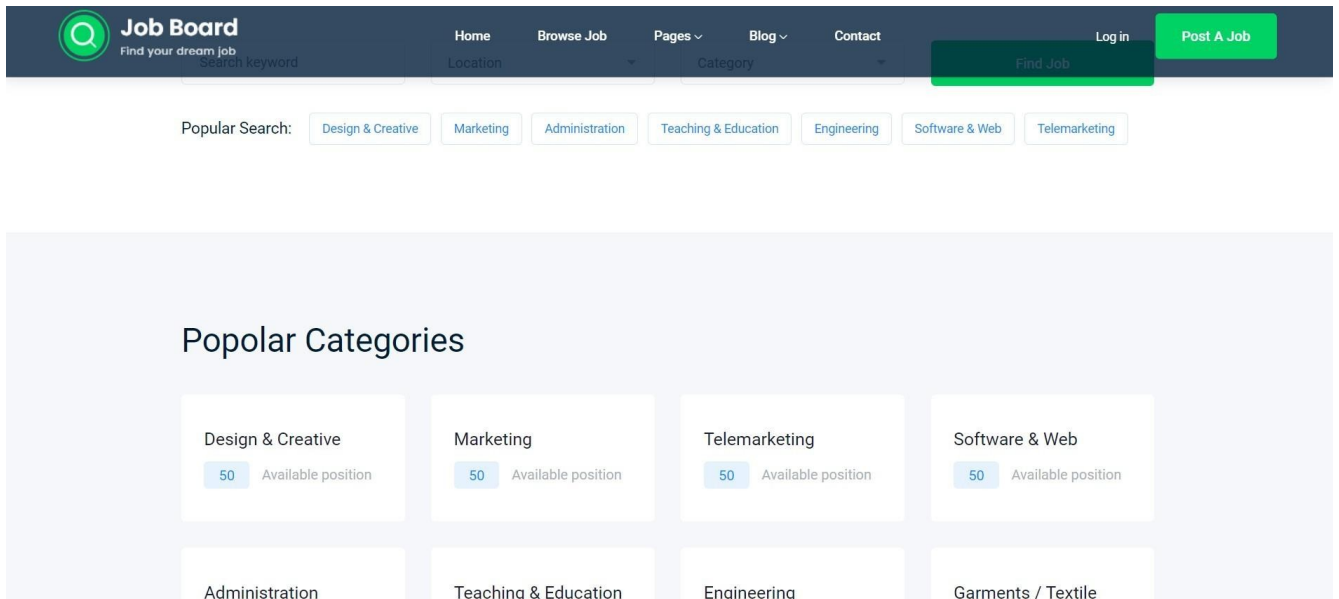 Job Board
Find your dream job
Home Browse Job Pages Blog Contact Log in Post A Job
Search keyword Location Category Find Job
Popular Search: Design & Creative Marketing Administration Teaching & Education Engineering Software & Web Telemarketing
Popolar Categories
Design & Creative Marketing Telemarketing Software & Web
50 Available position 50 Available position 50 Available position 50 Available position
Administration Teaching & Education Engineering Garments / Textile